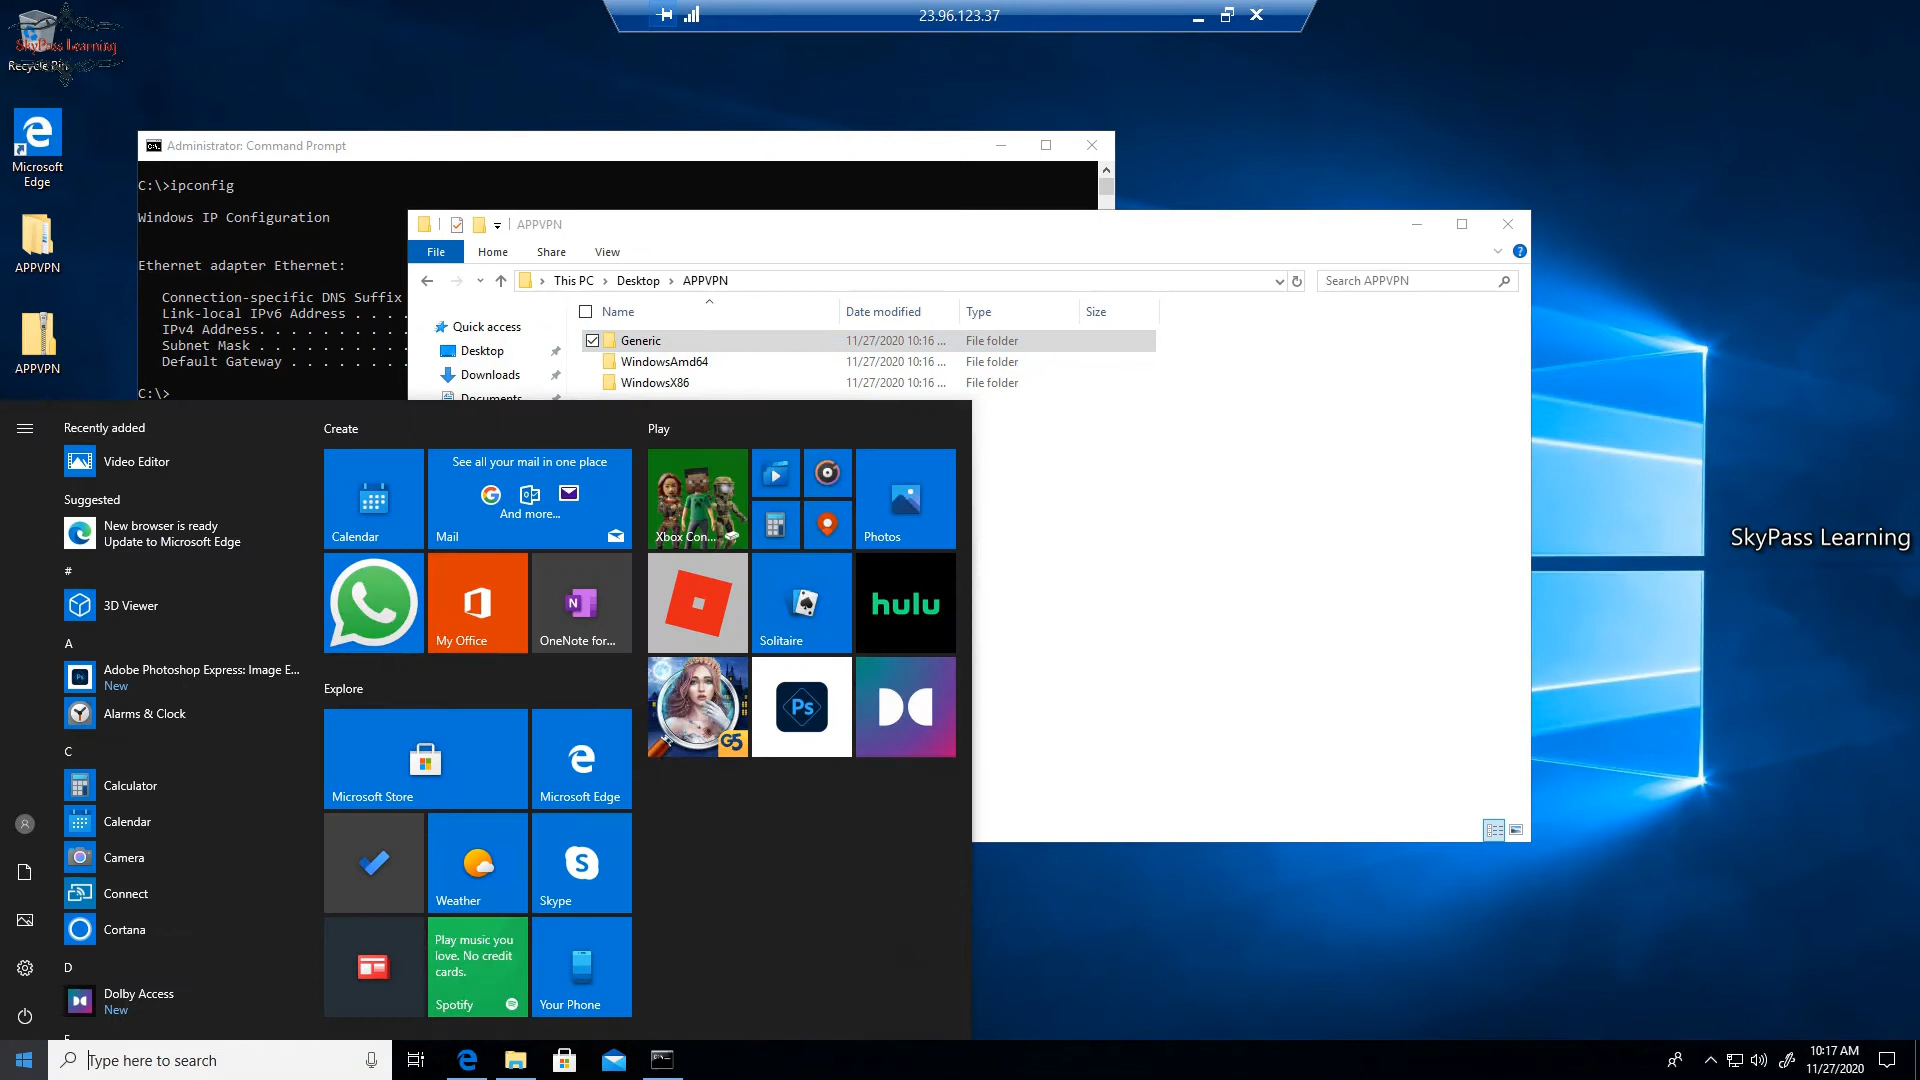 23.96.123.37
SkyPass Learning
Microsoft
Edge
APPVPN
APPVPN
Administrator: Command Prompt
C:\>ipconfig
Windows IP Configuration
Ethernet adapter Ethernet:
Connection-specific DNS Suffix
Link-local IPv6 Address . . . .
IPv4 Address. . . . . . . . . .
Subnet Mask . . . . . . . . . .
Default Gateway . . . . . . . .
C:\>
APPVPN
File Home Share View
This PC > Desktop > APPVPN
Search APPVPN
Name Date modified Type Size
Generic 11/27/2020 10:16 ... File folder
WindowsAmd64 11/27/2020 10:16 ... File folder
WindowsX86 11/27/2020 10:16 ... File folder
Quick access
Desktop
Downloads
Documents
Recently added
Video Editor
Suggested
New browser is ready
Update to Microsoft Edge
#
3D Viewer
A
Adobe Photoshop Express: Image E...
New
Alarms & Clock
C
Calculator
Calendar
Camera
Connect
Cortana
D
Dolby Access
New
Create
Calendar
See all your mail in one place
And more...
Mail
My Office
OneNote for...
Explore
Microsoft Store
Microsoft Edge
Weather
Skype
Play music you
love. No credit
cards.
Spotify
Your Phone
Play
Xbox Con...
Photos
Solitaire
hulu
G5
Ps
SkyPass Learning
Type here to search
10:17 AM
11/27/2020